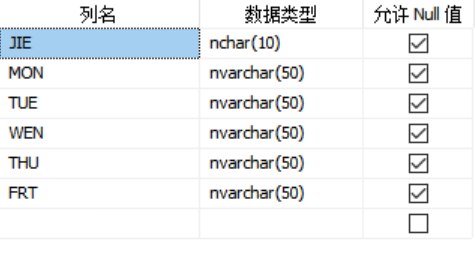 列名 数据类型 允许 Null 值
JIE nchar(10)
MON nvarchar(50)
TUE nvarchar(50)
WEN nvarchar(50)
THU nvarchar(50)
FRT nvarchar(50)